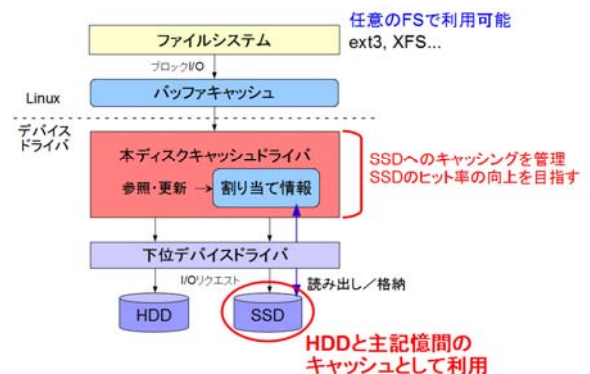 任意のFSで利用可能
ファイルシステム
ext3, XFS...
ブロックI/O
Linux
バッファキャッシュ
デバイス
ドライバ
本ディスクキャッシュドライバ
参照・更新 → 割り当て情報
SSDへのキャッシングを管理
SSDのヒット率の向上を目指す
下位デバイスドライバ
I/Oリクエスト
読み出し／格納
HDD
SSD
HDDと主記憶間の
キャッシュとして利用